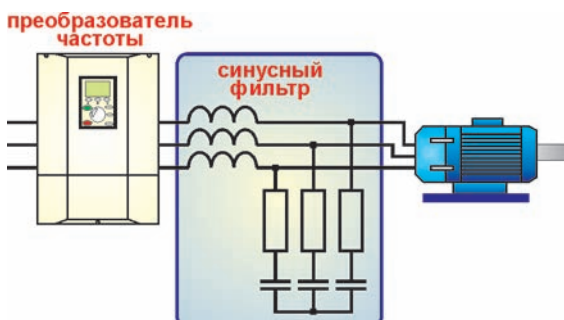 преобразователь
частоты
синусный
фильтр